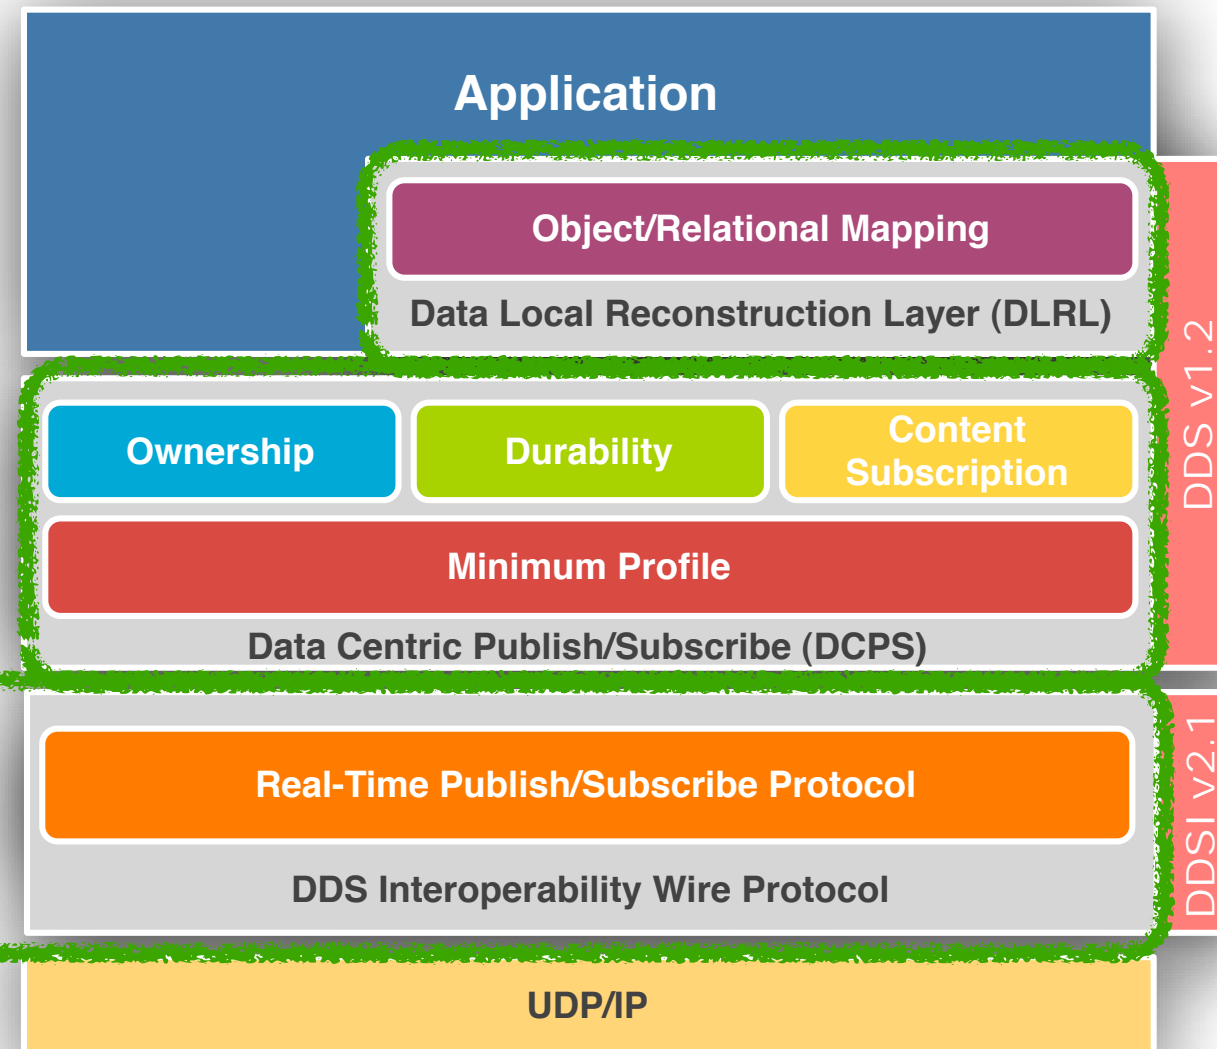 Application
Object/Relational Mapping
Data Local Reconstruction Layer (DLRL)
DDS v1.2
Ownership
Durability
Content
Subscription
Minimum Profile
Data Centric Publish/Subscribe (DCPS)
Real-Time Publish/Subscribe Protocol
DDS Interoperability Wire Protocol
DDSI v2.1
UDP/IP